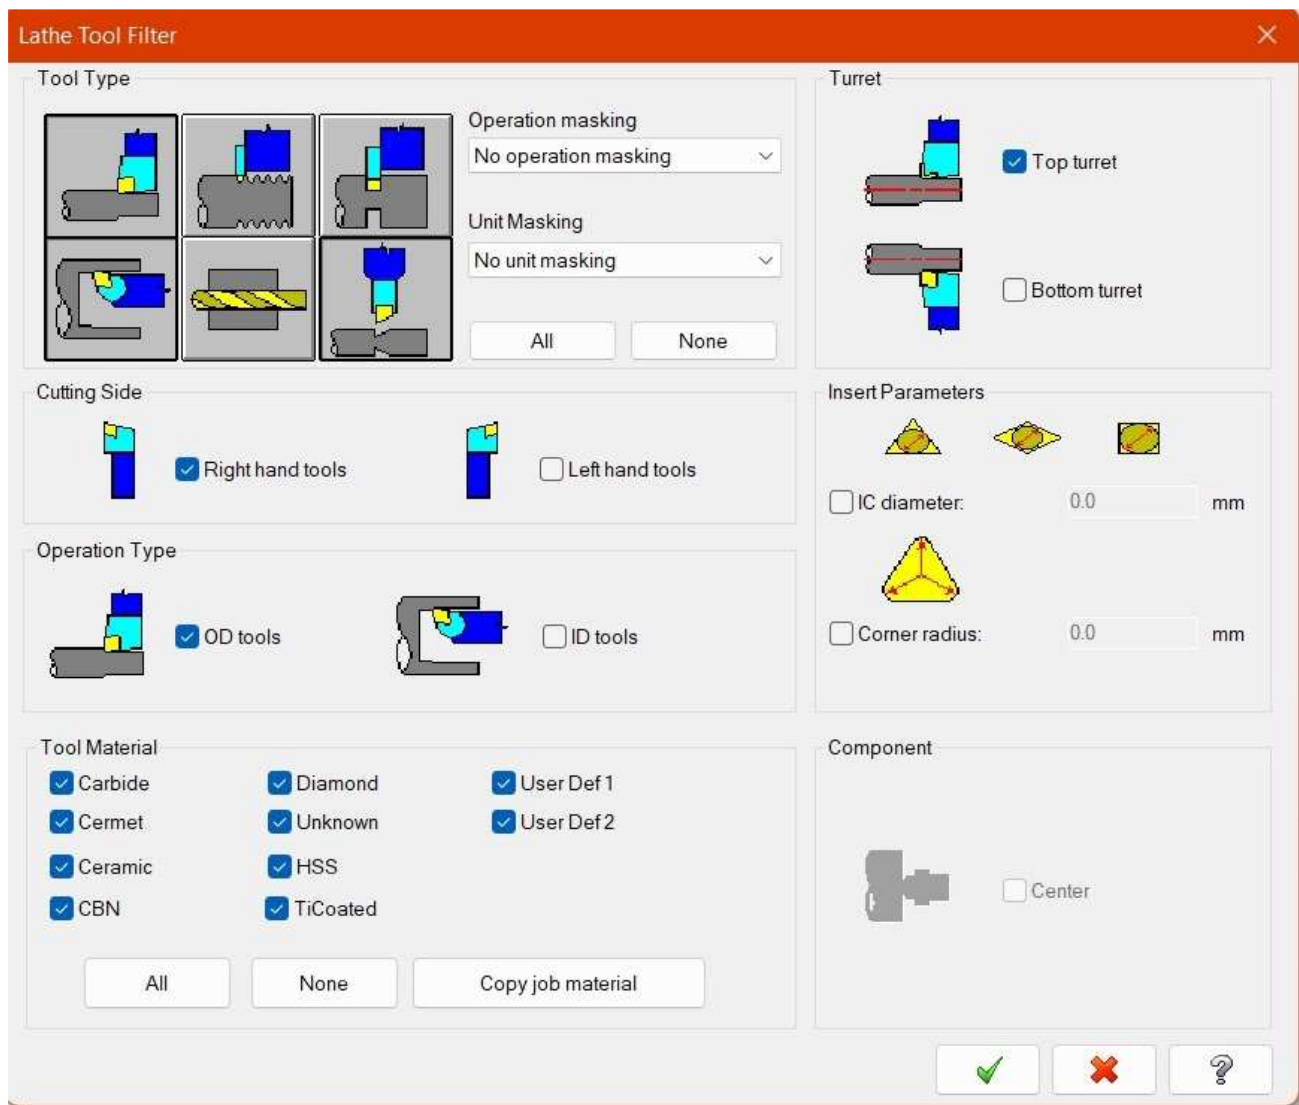 Lathe Tool Filter
Tool Type
Operation masking
No operation masking
Unit Masking
No unit masking
All None
Turret
Top turret
Bottom turret
Cutting Side
Right hand tools Left hand tools
Operation Type
OD tools ID tools
Insert Parameters
IC diameter: 0.0 mm
Corner radius: 0.0 mm
Tool Material
Carbide Diamond User Def 1
Cermet Unknown User Def 2
Ceramic HSS
CBN TiCoated
All None Copy job material
Component
Center